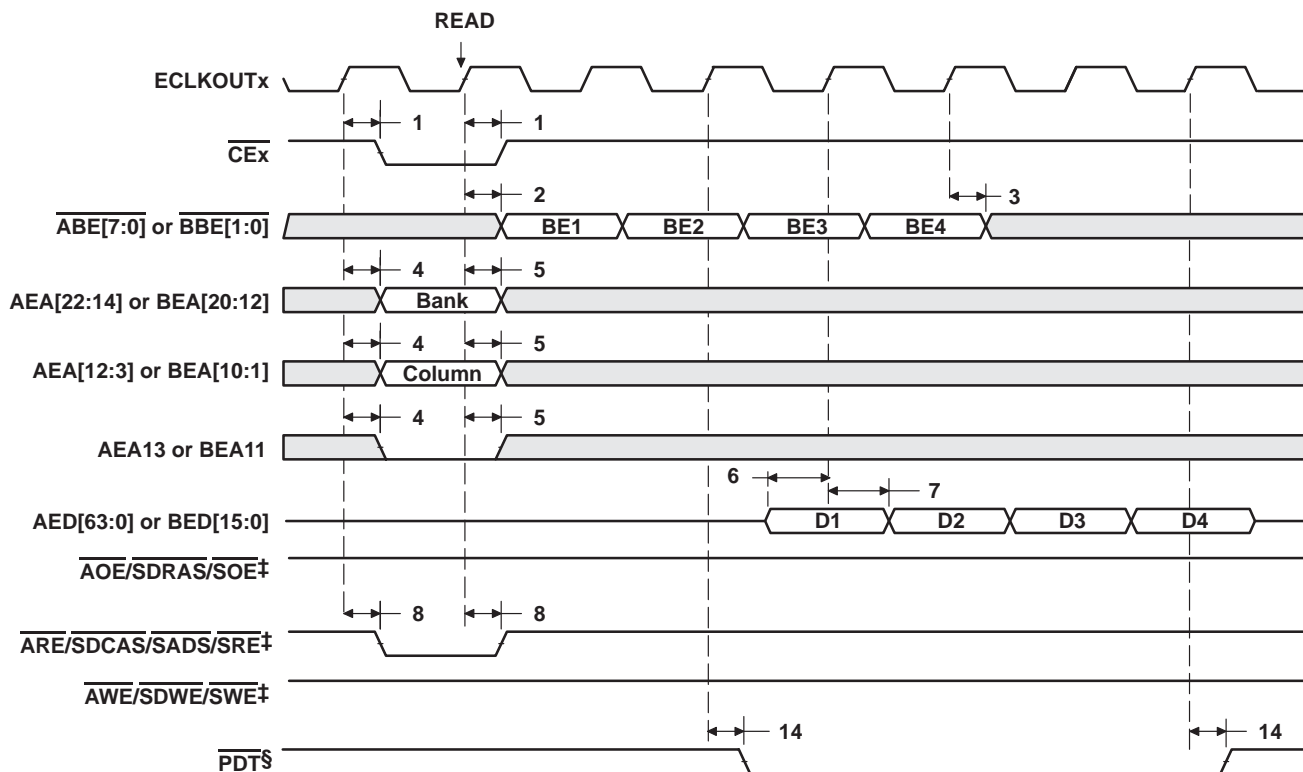 READ
ECLKOUTx
1 1
CEx
2 3
ABE[7:0] or BBE[1:0] BE1 BE2 BE3 BE4
4 5
AEA[22:14] or BEA[20:12] Bank
4 5
AEA[12:3] or BEA[10:1] Column
4 5
AEA13 or BEA11
6 7
AED[63:0] or BED[15:0] D1 D2 D3 D4
AOE/SDRAS/SOE‡
8 8
ARE/SDCAS/SADS/SRE‡
AWE/SDWE/SWE‡
14 14
PDT§